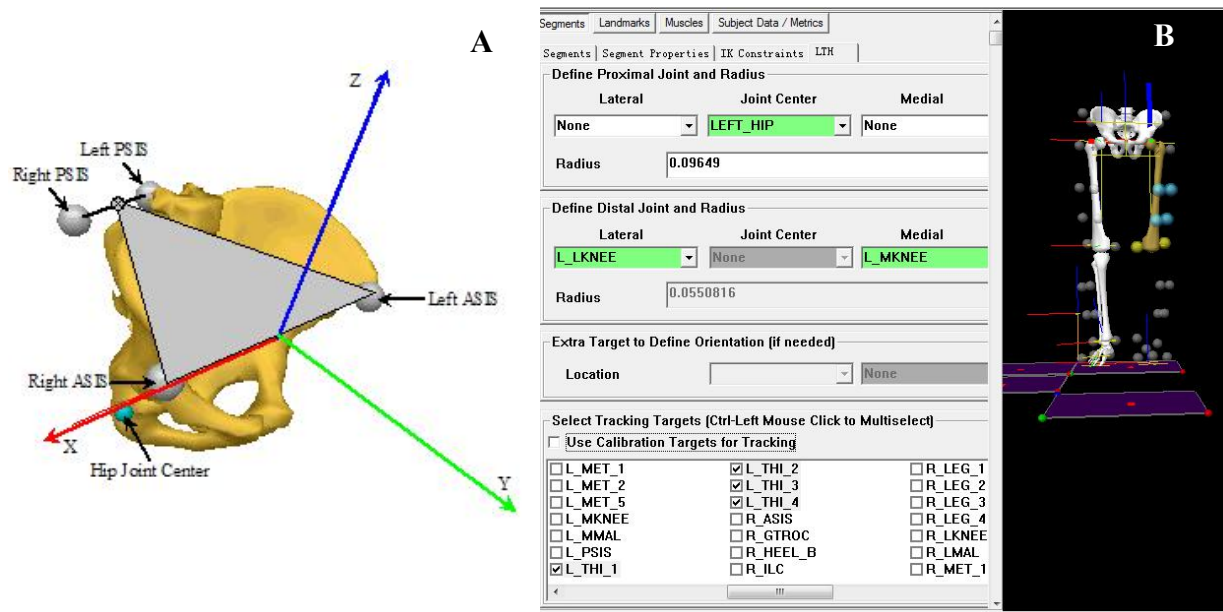 A
Z
Left PSIS
Right PSIS
Left ASIS
Right ASIS
X
Hip Joint Center
Y
Segments Landmarks Muscles Subject Data / Metrics
Segments Segment Properties IK Constraints LTH
Define Proximal Joint and Radius
Lateral Joint Center Medial
None LEFT_HIP None
Radius 0.09649
Define Distal Joint and Radius
Lateral Joint Center Medial
L_LKNEE None L_MKNEE
Radius 0.0550816
Extra Target to Define Orientation (if needed)
Location None
Select Tracking Targets (Ctrl-Left Mouse Click to Multiselect)
Use Calibration Targets for Tracking
L_MET_1 L_THI_2 R_LEG_1
L_MET_2 L_THI_3 R_LEG_2
L_MET_5 L_THI_4 R_LEG_3
L_MKNEE R_ASIS R_LEG_4
L_MMAL R_GTROC R_LKNEE
L_PSIS R_HEEL_B R_LMAL
L_THI_1 R_ILC R_MET_1
B